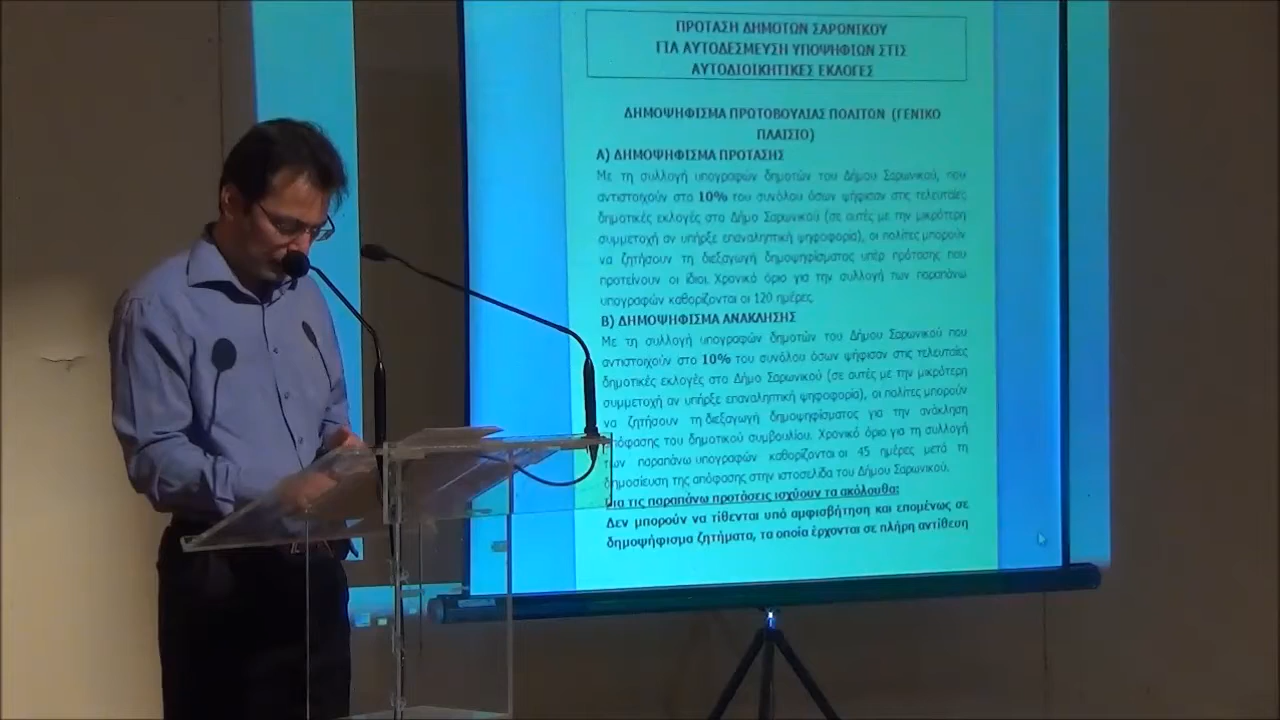 ΠΡΟΤΑΣΗ ΔΗΜΟΤΩΝ ΣΑΡΩΝΙΚΟΥ
ΓΙΑ ΑΥΤΟΔΕΣΜΕΥΣΗ ΥΠΟΨΗΦΙΩΝ ΣΤΙΣ
ΑΥΤΟΔΙΟΙΚΗΤΙΚΕΣ ΕΚΛΟΓΕΣ
ΔΗΜΟΨΗΦΙΣΜΑ ΠΡΩΤΟΒΟΥΛΙΑΣ ΠΟΛΙΤΩΝ (ΓΕΝΙΚΟ
ΠΛΑΙΣΙΟ)
Α) ΔΗΜΟΨΗΦΙΣΜΑ ΠΡΟΤΑΣΗΣ
Με τη συλλογή υπογραφών δημοτών του Δήμου Σαρωνικού, που
αντιστοιχούν στο 10% του συνόλου όσων ψήφισαν στις τελευταίες
δημοτικές εκλογές στο Δήμο Σαρωνικού (σε αυτές με την μικρότερη
συμμετοχή αν υπήρξε επαναληπτική ψηφοφορία), οι πολίτες μπορούν
να ζητήσουν τη διεξαγωγή δημοψηφίσματος υπέρ πρότασης που
προτείνουν οι ίδιοι. Χρονικό όριο για την συλλογή των παραπάνω
υπογραφών καθορίζονται οι 120 ημέρες.
Β) ΔΗΜΟΨΗΦΙΣΜΑ ΑΝΑΚΛΗΣΗΣ
Με τη συλλογή υπογραφών δημοτών του Δήμου Σαρωνικού που
αντιστοιχούν στο 10% του συνόλου όσων ψήφισαν στις τελευταίες
δημοτικές εκλογές στο Δήμο Σαρωνικού (σε αυτές με την μικρότερη
συμμετοχή αν υπήρξε επαναληπτική ψηφοφορία), οι πολίτες μπορούν
να ζητήσουν τη διεξαγωγή δημοψηφίσματος για την ανάκληση
απόφασης του δημοτικού συμβουλίου. Χρονικό όριο για τη συλλογή
των παραπάνω υπογραφών καθορίζονται οι 45 ημέρες μετά τη
δημοσίευση της απόφασης στην ιστοσελίδα του Δήμου Σαρωνικού.
Για τις παραπάνω προτάσεις ισχύουν τα ακόλουθα:
Δεν μπορούν να τίθενται υπό αμφισβήτηση και επομένως σε
δημοψήφισμα ζητήματα, τα οποία έρχονται σε πλήρη αντίθεση